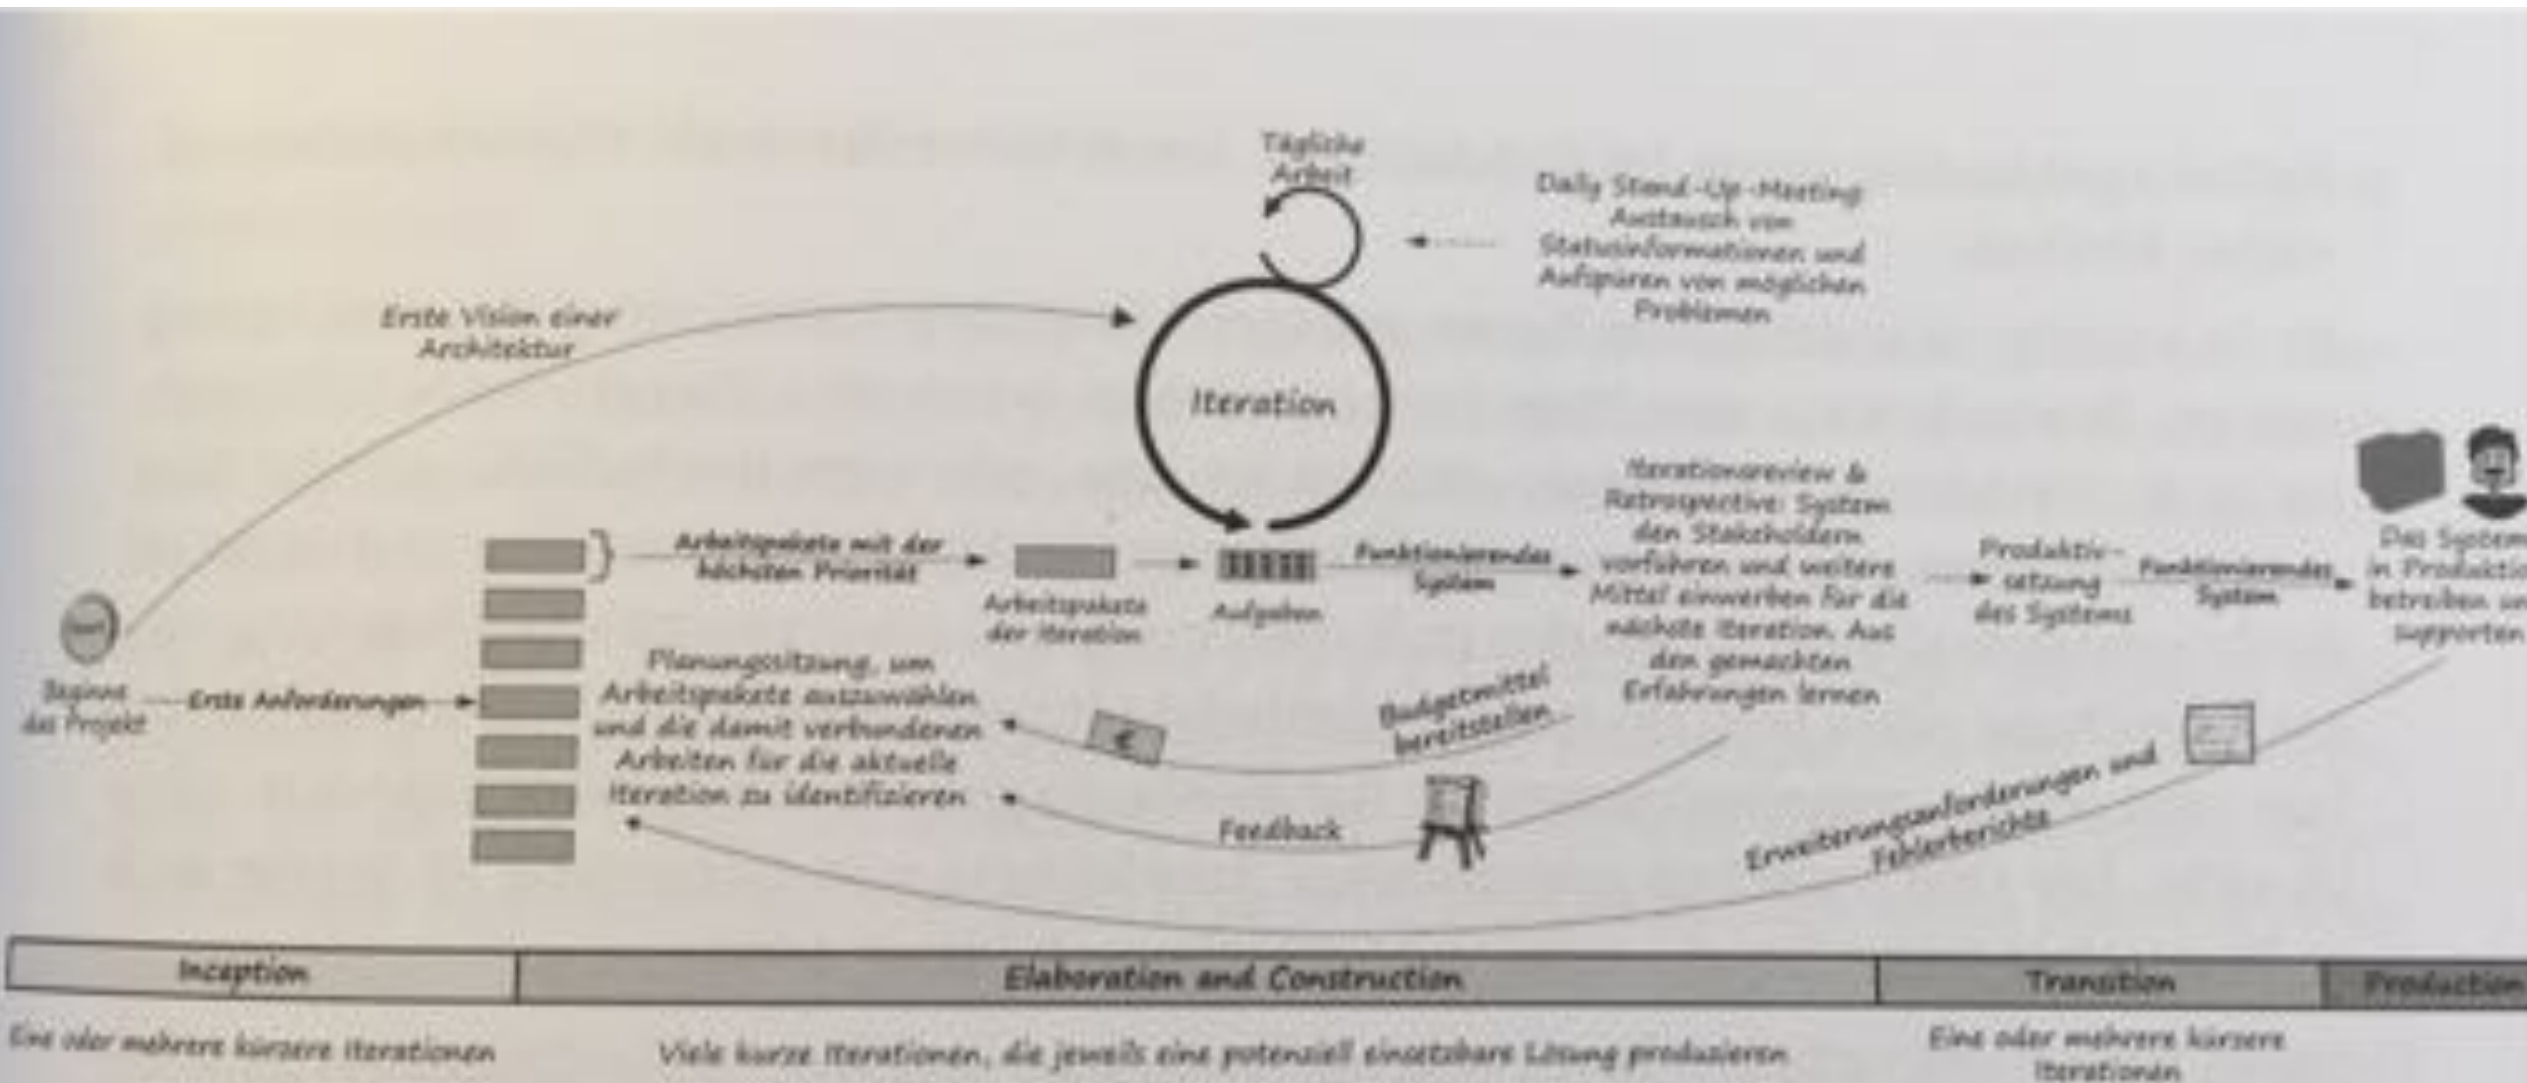 Tägliche
Arbeit
Daily Stand-Up-Meeting:
Austausch von
Statusinformationen und
Aufspüren von möglichen
Problemen
Erste Vision einer
Architektur
Iteration
Beginne
das Projekt
Erste Anforderungen
Arbeitspakete mit der
höchsten Priorität
Arbeitspakete
der Iteration
Aufgaben
Funktionierendes
System
Iterationsreview &
Retrospective: System
den Stakeholdern
vorführen und weitere
Mittel einwerben für die
nächste Iteration. Aus
den gemachten
Erfahrungen lernen
Produktiv-
setzung
des Systems
Funktionierendes
System
Das System
in Produktio
betreiben un
supporten
Planungssitzung, um
Arbeitspakete auszuwählen
und die damit verbundenen
Arbeiten für die aktuelle
Iteration zu identifizieren
€
Budgetmittel
bereitstellen
Feedback
Erweiterungsanforderungen und
Fehlerberichte
Inception
Elaboration and Construction
Transition
Production
Eine oder mehrere kürzere Iterationen
Viele kurze Iterationen, die jeweils eine potenziell einsetzbare Lösung produzieren
Eine oder mehrere kürzere
Iterationen